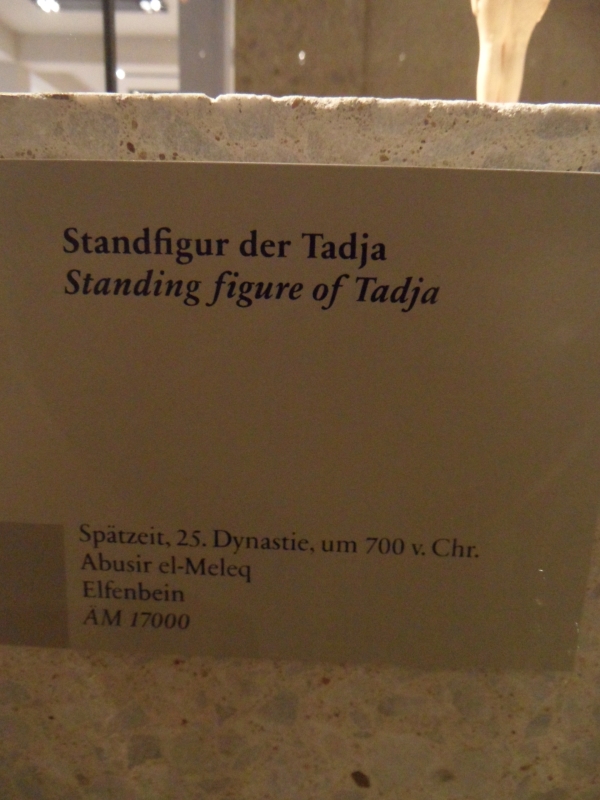 Standfigur der Tadja
Standing figure of Tadja
Spätzeit, 25. Dynastie, um 700 v. Chr.
Abusir el-Meleq
Elfenbein
ÄM 17000